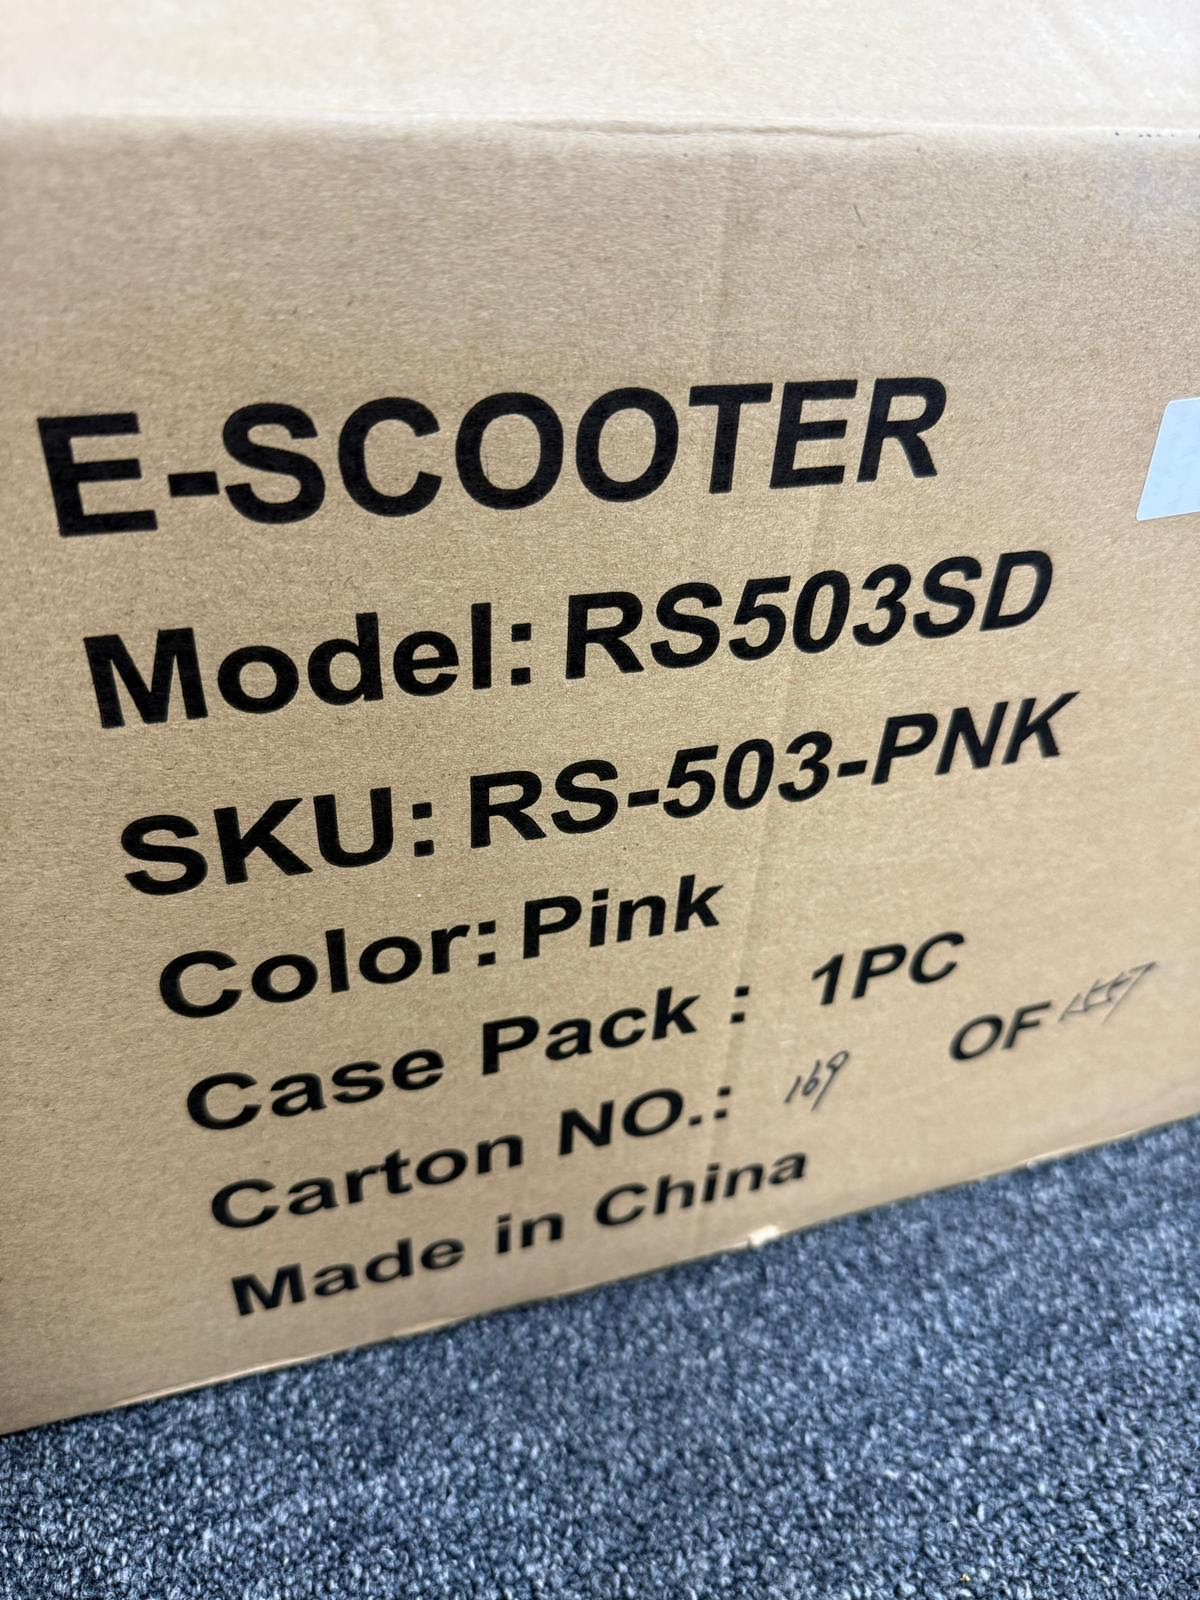 E-SCOOTER
Model: RS503SD
SKU: RS-503-PNK
Color: Pink
Case Pack : 1PC
Carton NO.: 169 OF
Made in China